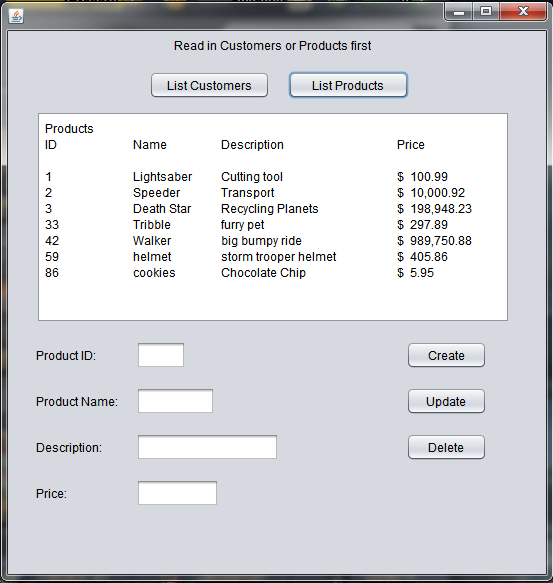 Read in Customers or Products first
List Customers List Products
Products
ID Name Description Price
1 Lightsaber Cutting tool $ 100.99
2 Speeder Transport $ 10,000.92
3 Death Star Recycling Planets $ 198,948.23
33 Tribble furry pet $ 297.89
42 Walker big bumpy ride $ 989,750.88
59 helmet storm trooper helmet $ 405.86
86 cookies Chocolate Chip $ 5.95
Product ID: Create
Product Name: Update
Description: Delete
Price: